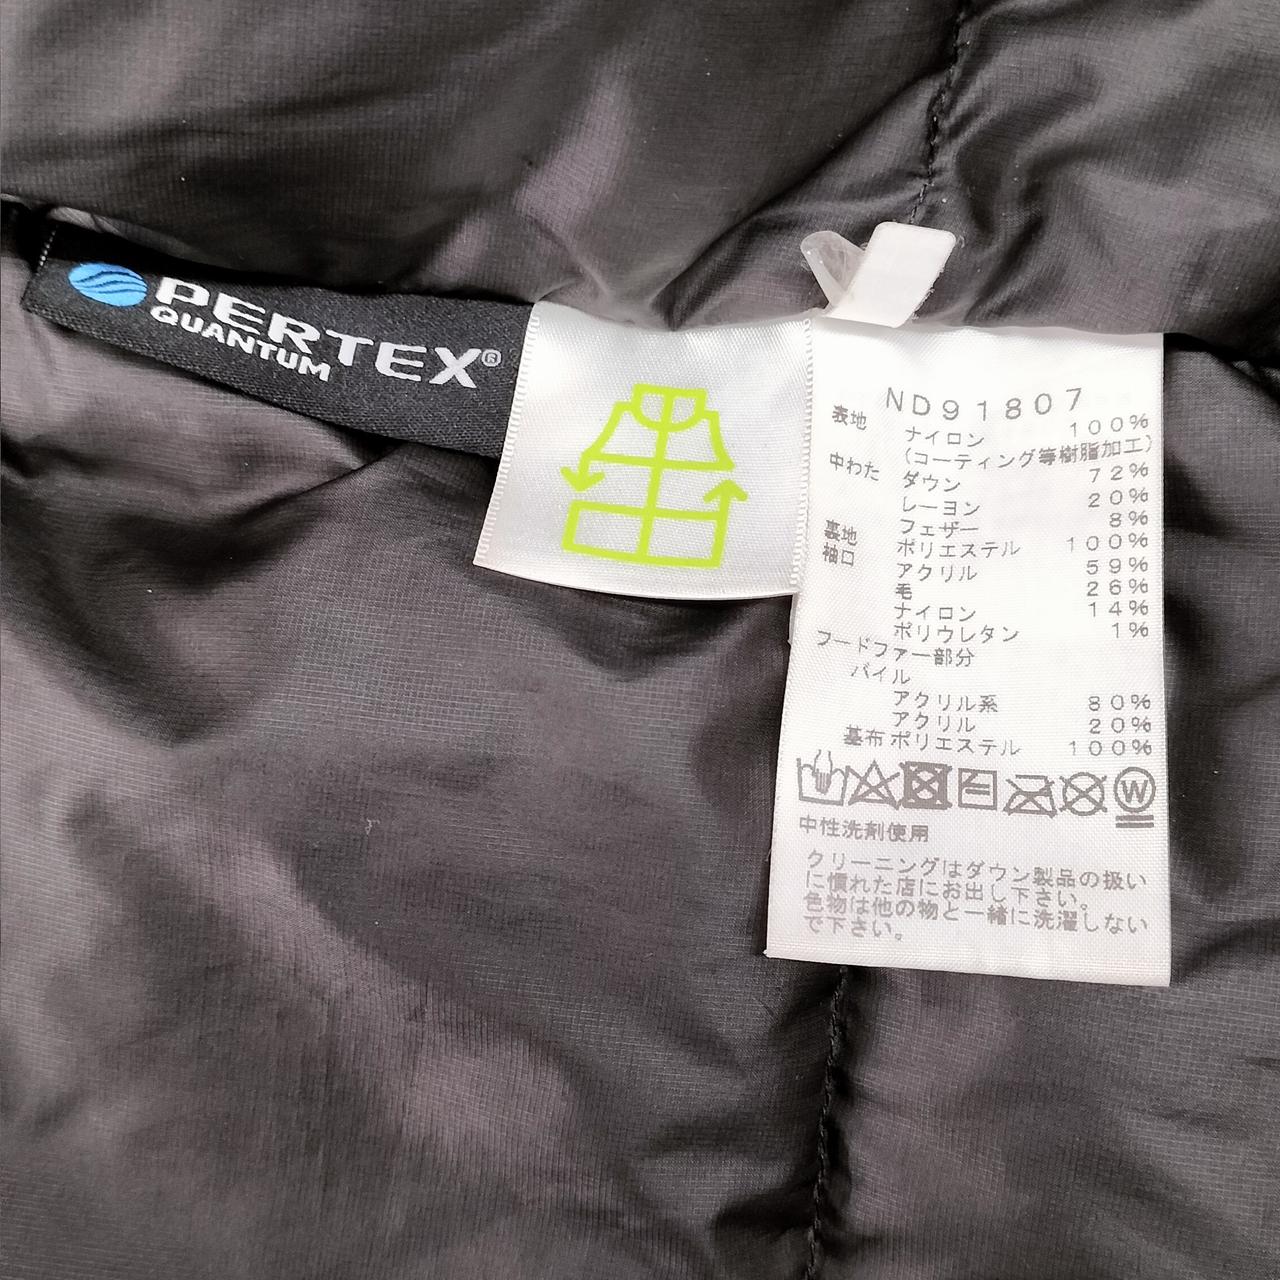 PERTEX®
QUANTUM
ND91807
表地 ナイロン 100%
(コーティング等樹脂加工)
中わた ダウン 72%
レーヨン 20%
フェザー 8%
裏地 ポリエステル 100%
袖口 アクリル 59%
毛 26%
ナイロン 14%
ポリウレタン 1%
フードファー部分
パイル
アクリル系 80%
アクリル 20%
基布 ポリエステル 100%
W
中性洗剤使用
クリーニングはダウン製品の扱い
に慣れた店にお出し下さい。
色物は他の物と一緒に洗濯しない
で下さい。